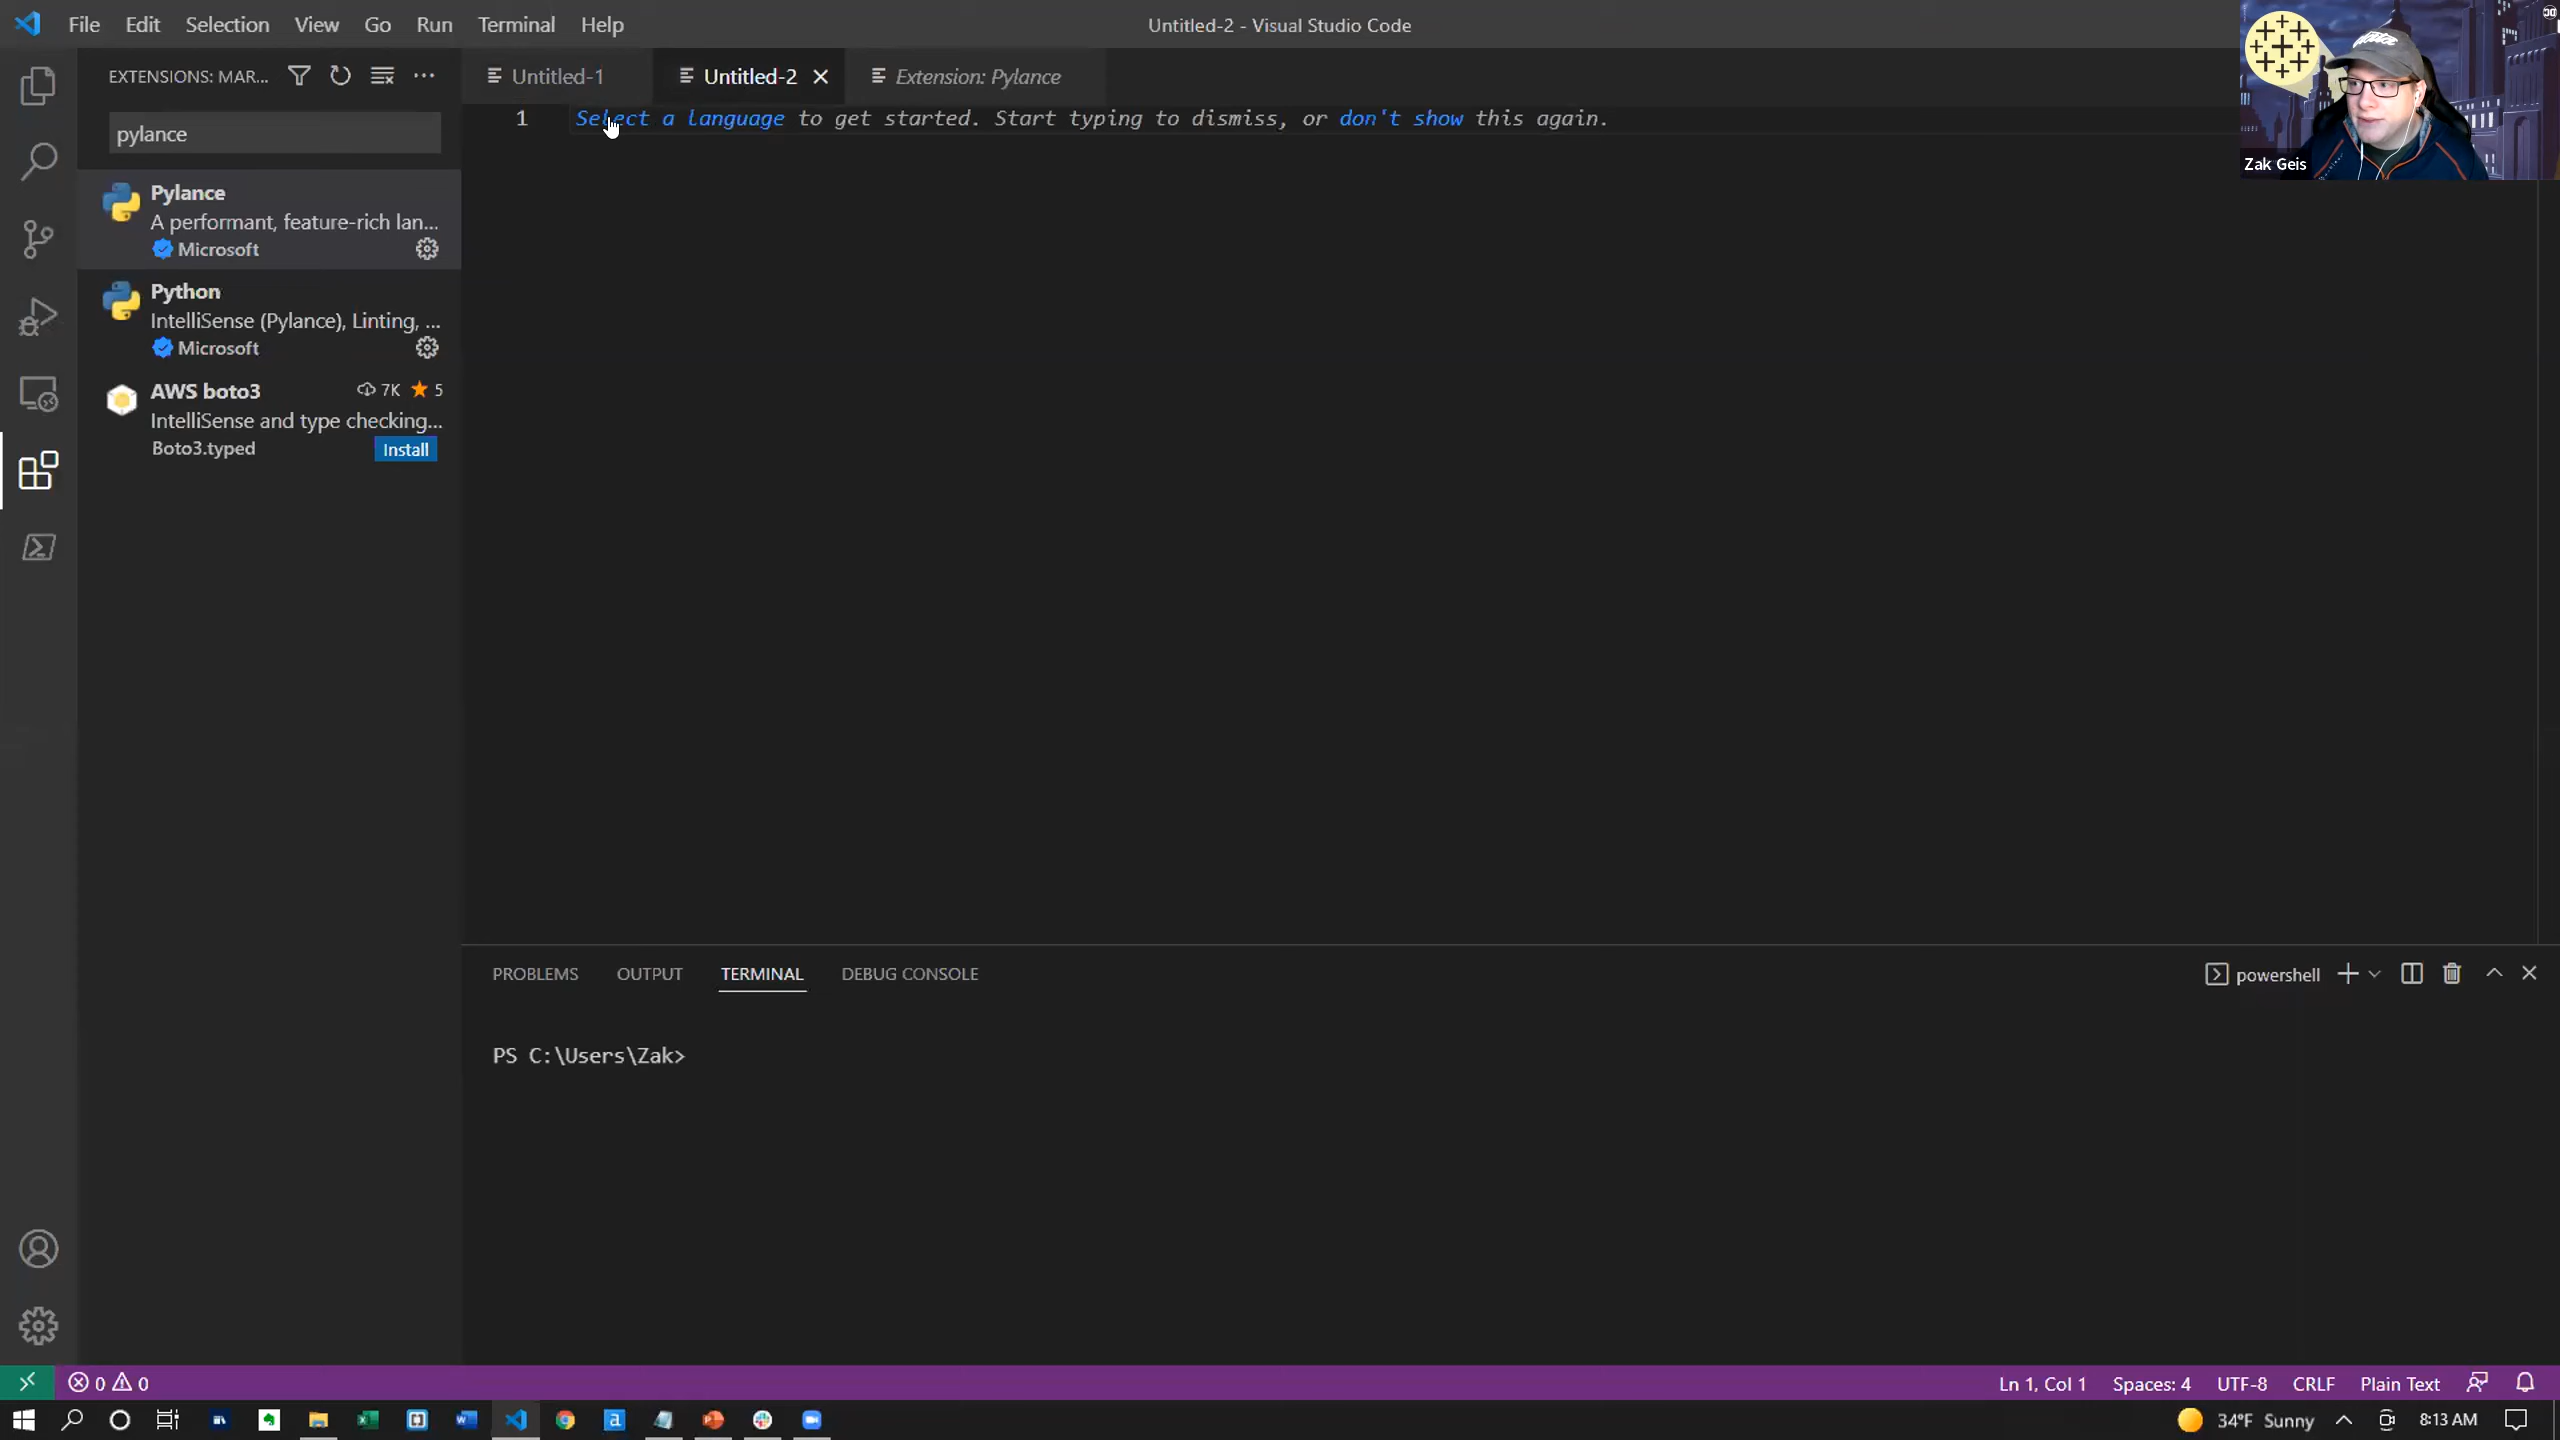 File Edit Selection View Go Run Terminal Help
Untitled-2 - Visual Studio Code
EXTENSIONS: MAR...
Untitled-1
Untitled-2
Extension: Pylance
pylance
1 Select a language to get started. Start typing to dismiss, or don't show this again.
Zak Geis
Pylance
A performant, feature-rich lan...
Microsoft
Python
IntelliSense (Pylance), Linting, ...
Microsoft
AWS boto3 7K 5
IntelliSense and type checking...
Boto3.typed Install
PROBLEMS OUTPUT TERMINAL DEBUG CONSOLE
powershell
PS C:\Users\Zak>
0 0
Ln 1, Col 1 Spaces: 4 UTF-8 CRLF Plain Text
34°F Sunny 8:13 AM